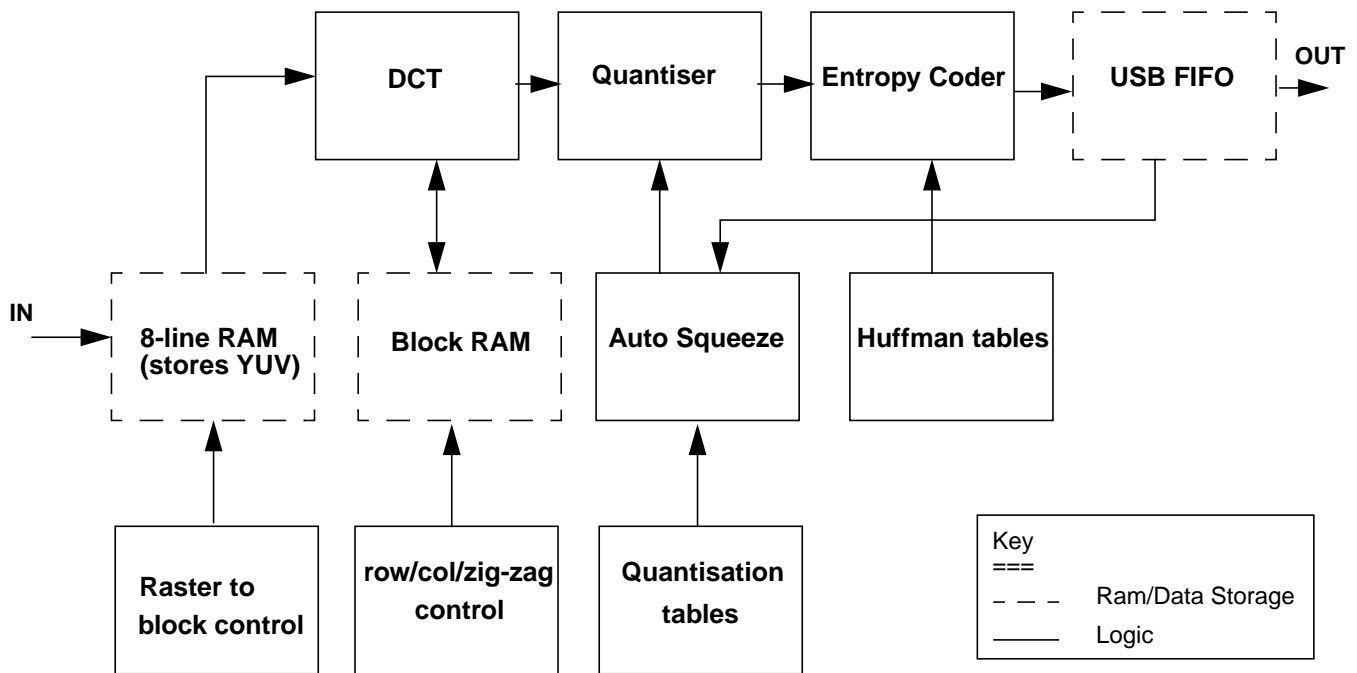 DCT
Quantiser
Entropy Coder
USB FIFO
OUT
IN
8-line RAM
(stores YUV)
Block RAM
Auto Squeeze
Huffman tables
Raster to
block control
row/col/zig-zag
control
Quantisation
tables
Key
===
Ram/Data Storage
Logic